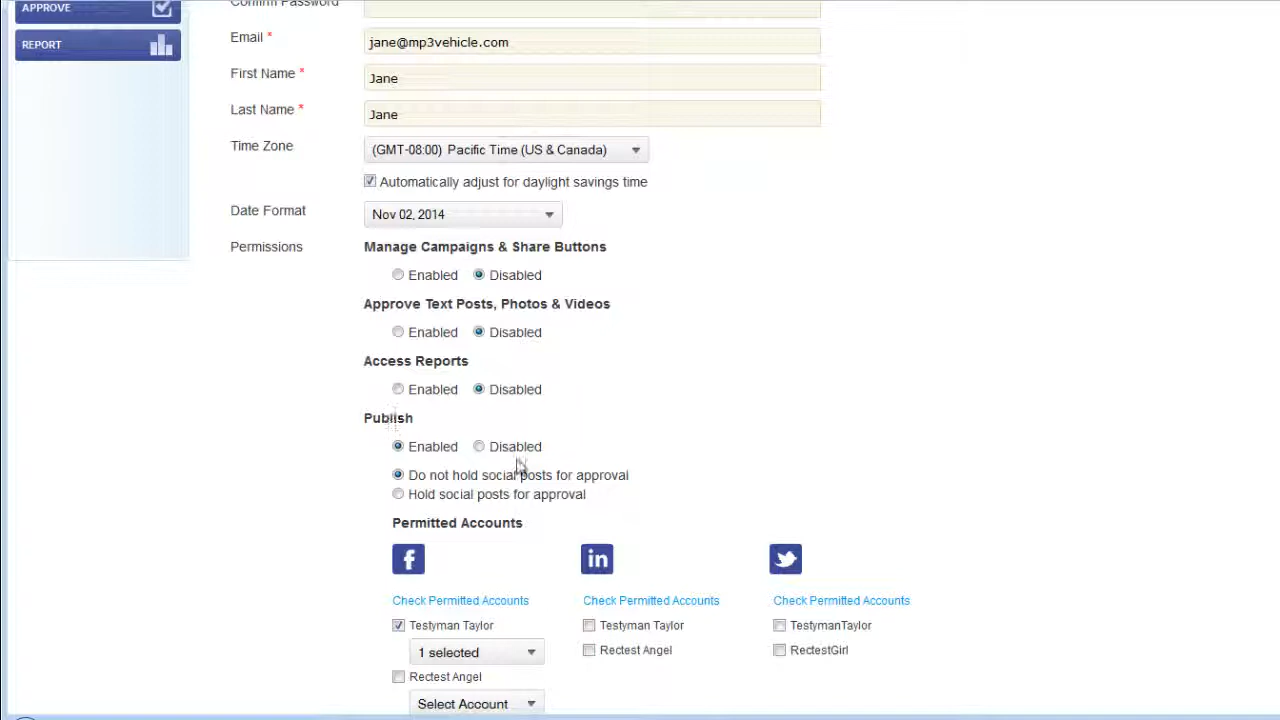 APPROVE
Confirm Password
REPORT
Email *
jane@mp3vehicle.com
First Name *
Jane
Last Name *
Jane
Time Zone
(GMT-08:00) Pacific Time (US & Canada)
Automatically adjust for daylight savings time
Date Format
Nov 02, 2014
Permissions
Manage Campaigns & Share Buttons
Enabled Disabled
Approve Text Posts, Photos & Videos
Enabled Disabled
Access Reports
Enabled Disabled
Publish
Enabled Disabled
Do not hold social posts for approval
Hold social posts for approval
Permitted Accounts
f in
Check Permitted Accounts Check Permitted Accounts Check Permitted Accounts
Testyman Taylor Testyman Taylor TestymanTaylor
1 selected Rectest Angel RectestGirl
Rectest Angel
Select Account